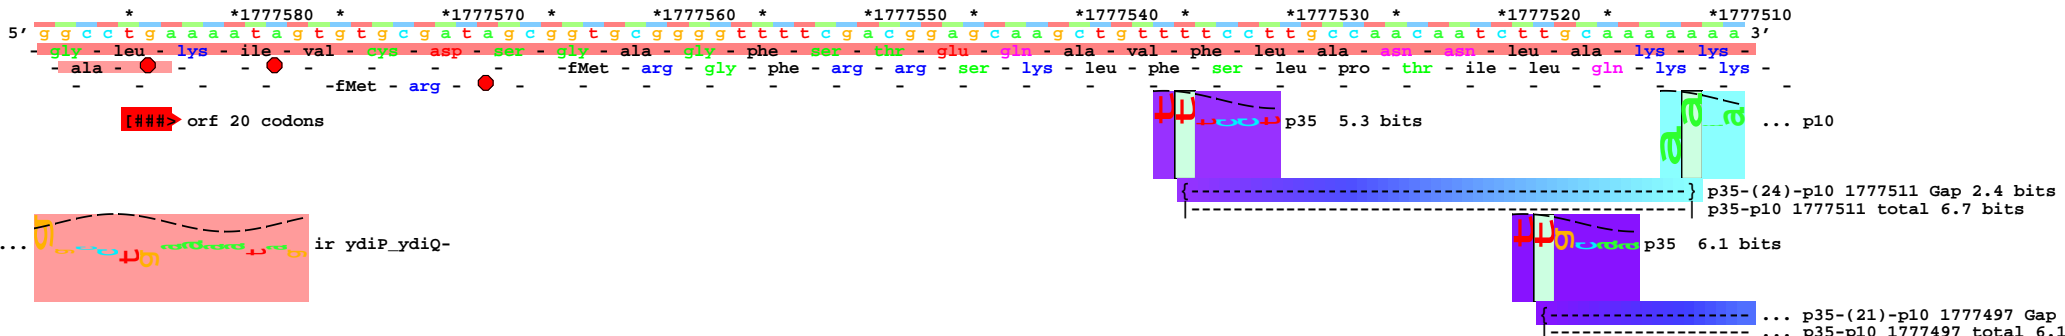 * *1777580 * *1777570 * *1777560 * *1777550 * *1777540 * *1777530 * *1777520 * *1777510
5' g g c c t g a a a a t a g t g t g c g a t a g c g g t g c g g g g t t t t c g a c g g a g c a a g c t g t t t t c c t t g c c a a c a a t c t t g c a a a a a a a 3'
- gly - leu - lys - ile - val - cys - asp - ser - gly - ala - gly - phe - ser - thr - glu - gln - ala - val - phe - leu - ala - asn - asn - leu - ala - lys - lys -
- ala - - - - - - - -fMet - arg - gly - phe - arg - arg - ser - lys - leu - phe - ser - leu - pro - thr - ile - leu - gln - lys - lys -
- - - - -fMet - arg - - - - - - - - - - - - - - - - - - - - - -
[###> orf 20 codons
p35 5.3 bits
... p10
{------------------------} p35-(24)-p10 1777511 Gap 2.4 bits
|------------------------| p35-p10 1777511 total 6.7 bits
... ir ydiP_ydiQ-
p35 6.1 bits
{---------- ... p35-(21)-p10 1777497 Gap
|---------- ... p35-p10 1777497 total 6.1